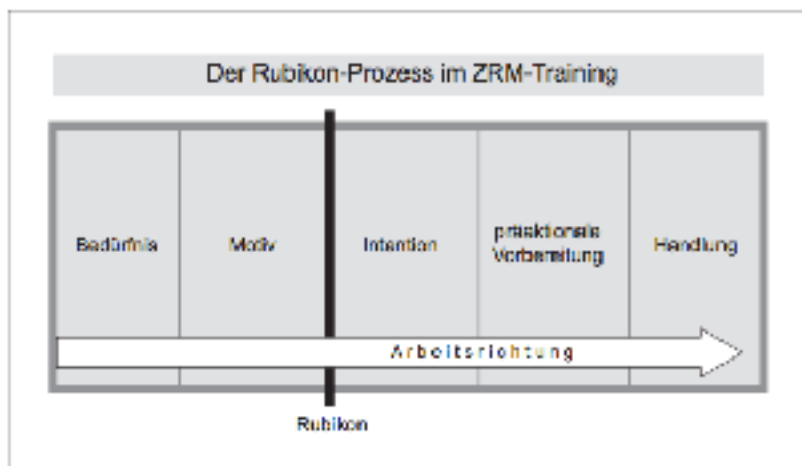 Der Rubikon-Prozess im ZRM-Training
Bedürfnis
Motiv
Intention
präaktionale
Vorbereitung
Handlung
Arbeitsrichtung
Rubikon